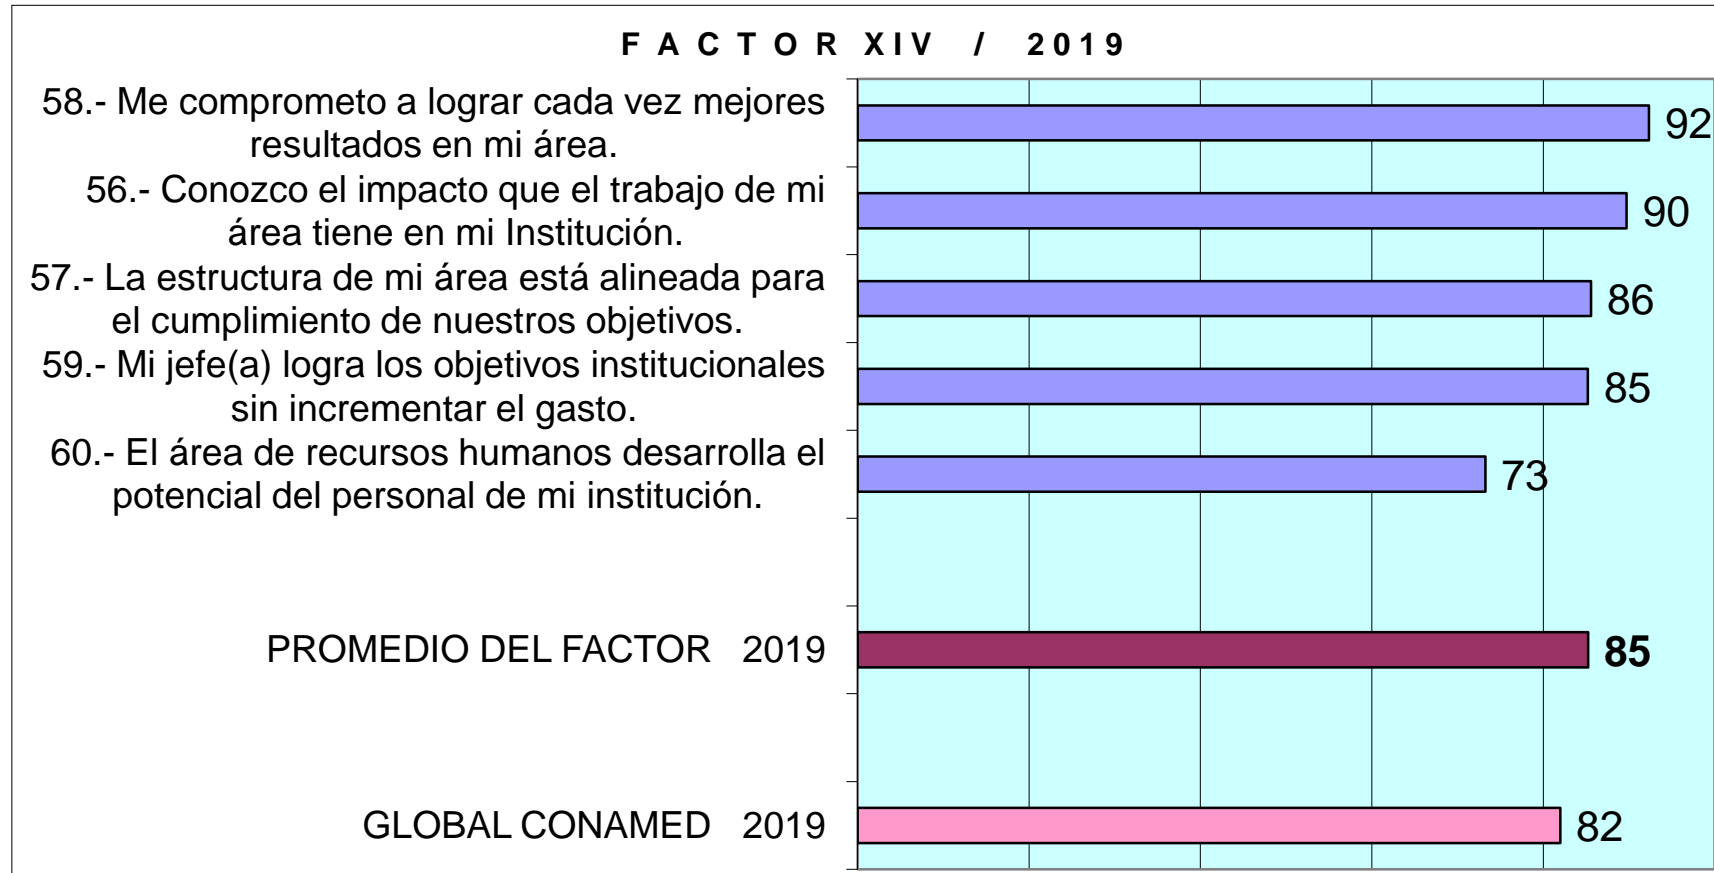 FACTOR XIV / 2019
58.- Me comprometo a lograr cada vez mejores
resultados en mi área.
92
56.- Conozco el impacto que el trabajo de mi
área tiene en mi Institución.
90
57.- La estructura de mi área está alineada para
el cumplimiento de nuestros objetivos.
86
59.- Mi jefe(a) logra los objetivos institucionales
sin incrementar el gasto.
85
60.- El área de recursos humanos desarrolla el
potencial del personal de mi institución.
73
PROMEDIO DEL FACTOR 2019
85
GLOBAL CONAMED 2019
82